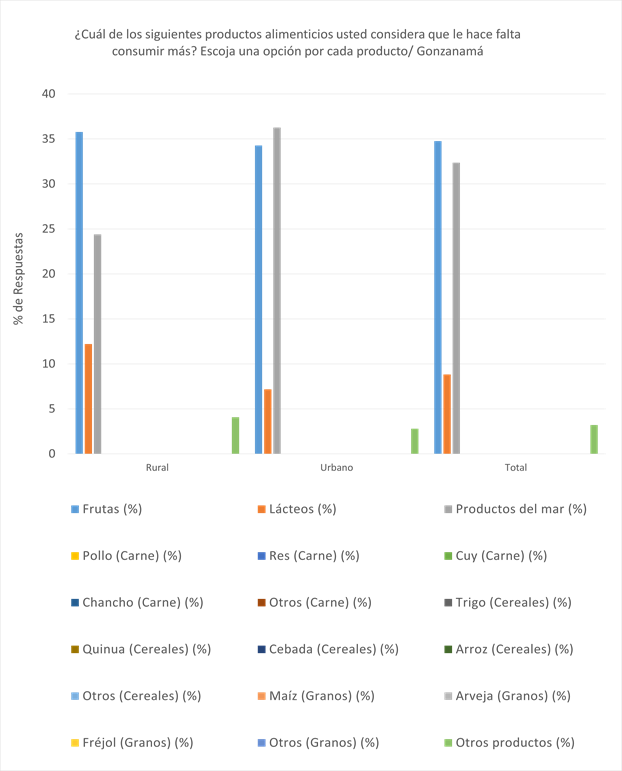 ¿Cuál de los siguientes productos alimenticios usted considera que le hace falta
consumir más? Escoja una opción por cada producto/ Gonzanamá
40
35
30
25
20
15
10
5
0
% de Respuestas
Rural Urbano Total
Frutas (%) Lácteos (%) Productos del mar (%)
Pollo (Carne) (%) Res (Carne) (%) Cuy (Carne) (%)
Chancho (Carne) (%) Otros (Carne) (%) Trigo (Cereales) (%)
Quinua (Cereales) (%) Cebada (Cereales) (%) Arroz (Cereales) (%)
Otros (Cereales) (%) Maíz (Granos) (%) Arveja (Granos) (%)
Fréjol (Granos) (%) Otros (Granos) (%) Otros productos (%)